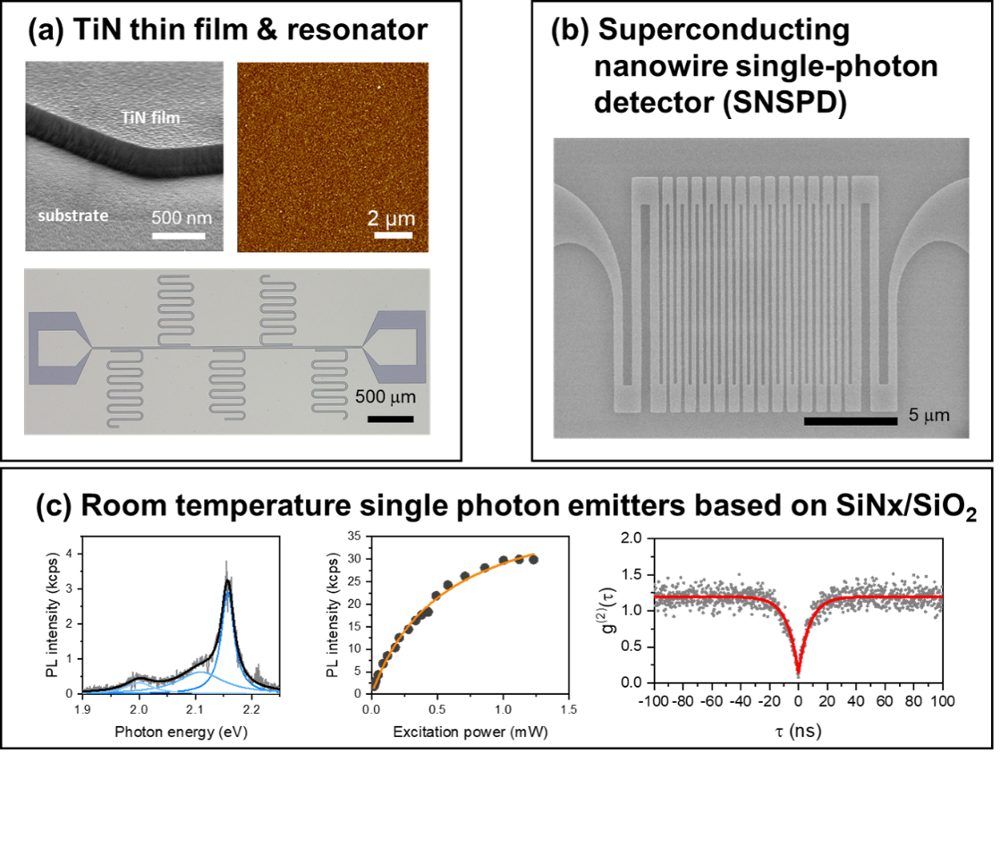 (a) TiN thin film & resonator
TiN film
substrate
500 nm
2 μm
500 μm
(b) Superconducting
nanowire single-photon
detector (SNSPD)
5 μm
(c) Room temperature single photon emitters based on SiNx/SiO₂
PL intensity (kcps)
4
3
2
1
0
1.9 2.0 2.1 2.2
Photon energy (eV)
PL intensity (kcps)
35
30
25
20
15
10
5
0
0.0 0.5 1.0 1.5
Excitation power (mW)
g⁽²⁾(τ)
2.0
1.5
1.0
0.5
0.0
-100 -80 -60 -40 -20 0 20 40 60 80 100
τ (ns)